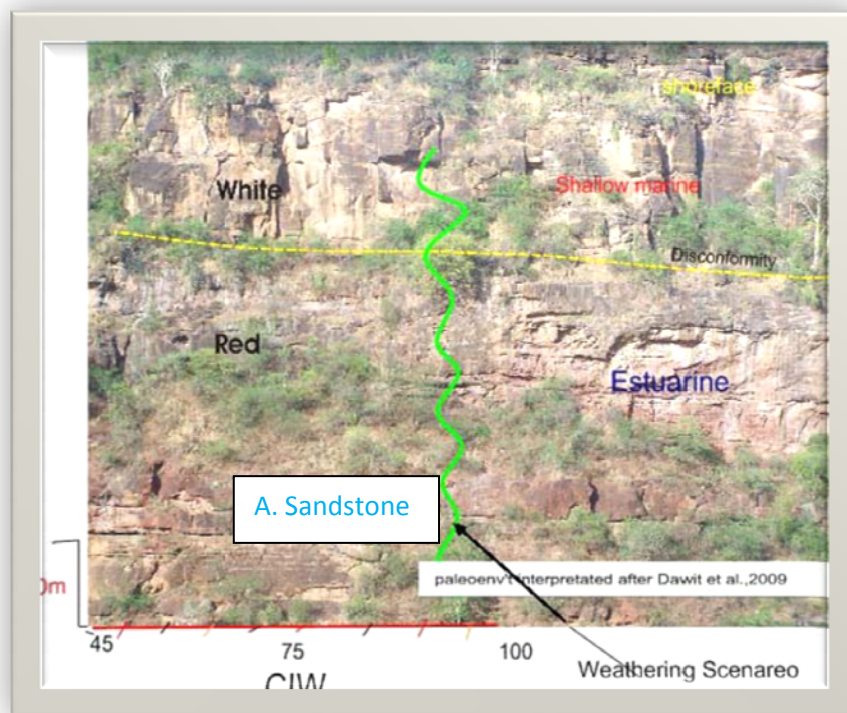 shoreface
White
Shallow marine
Disconformity
Red
Estuarine
A. Sandstone
paleoenv't interpretated after Dawit et al.,2009
0m
45
75
100
CIW
Weathering Scenareo